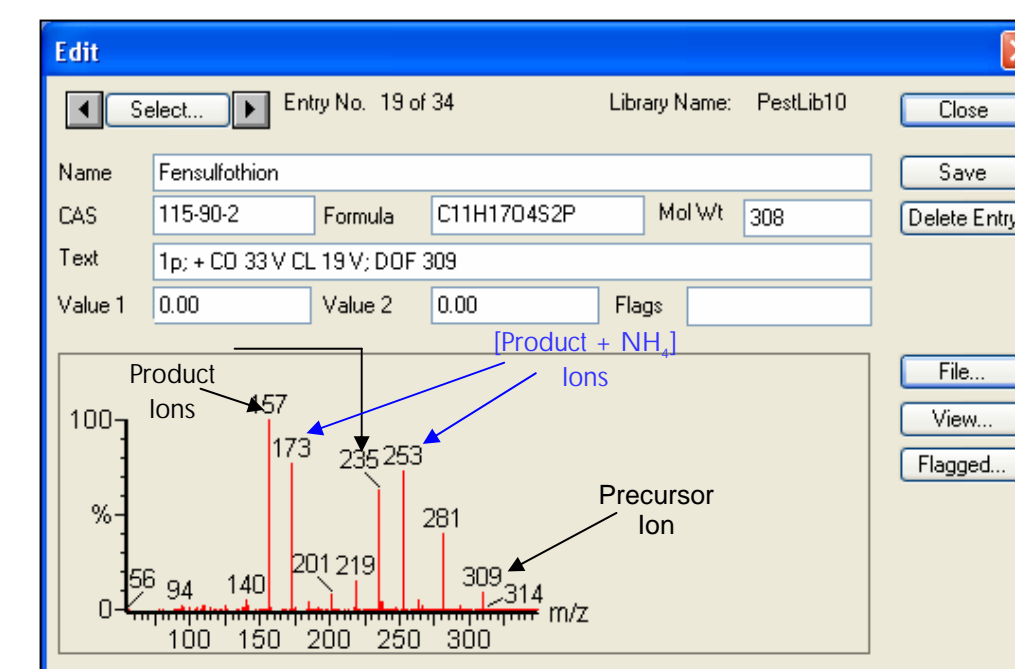 Edit
Select... Entry No. 19 of 34 Library Name: PestLib10 Close
Name Fensulfothion Save
CAS 115-90-2 Formula C11H17O4S2P Mol Wt 308 Delete Entry
Text 1p; + CO 33 V CL 19 V; DOF 309
Value 1 0.00 Value 2 0.00 Flags
[Product + NH₄]
Ions
Product
Ions
File...
View...
Flagged...
100
%
0
157
173
235
253
281
Precursor
Ion
309
314
56
94
140
201
219
m/z
100 150 200 250 300